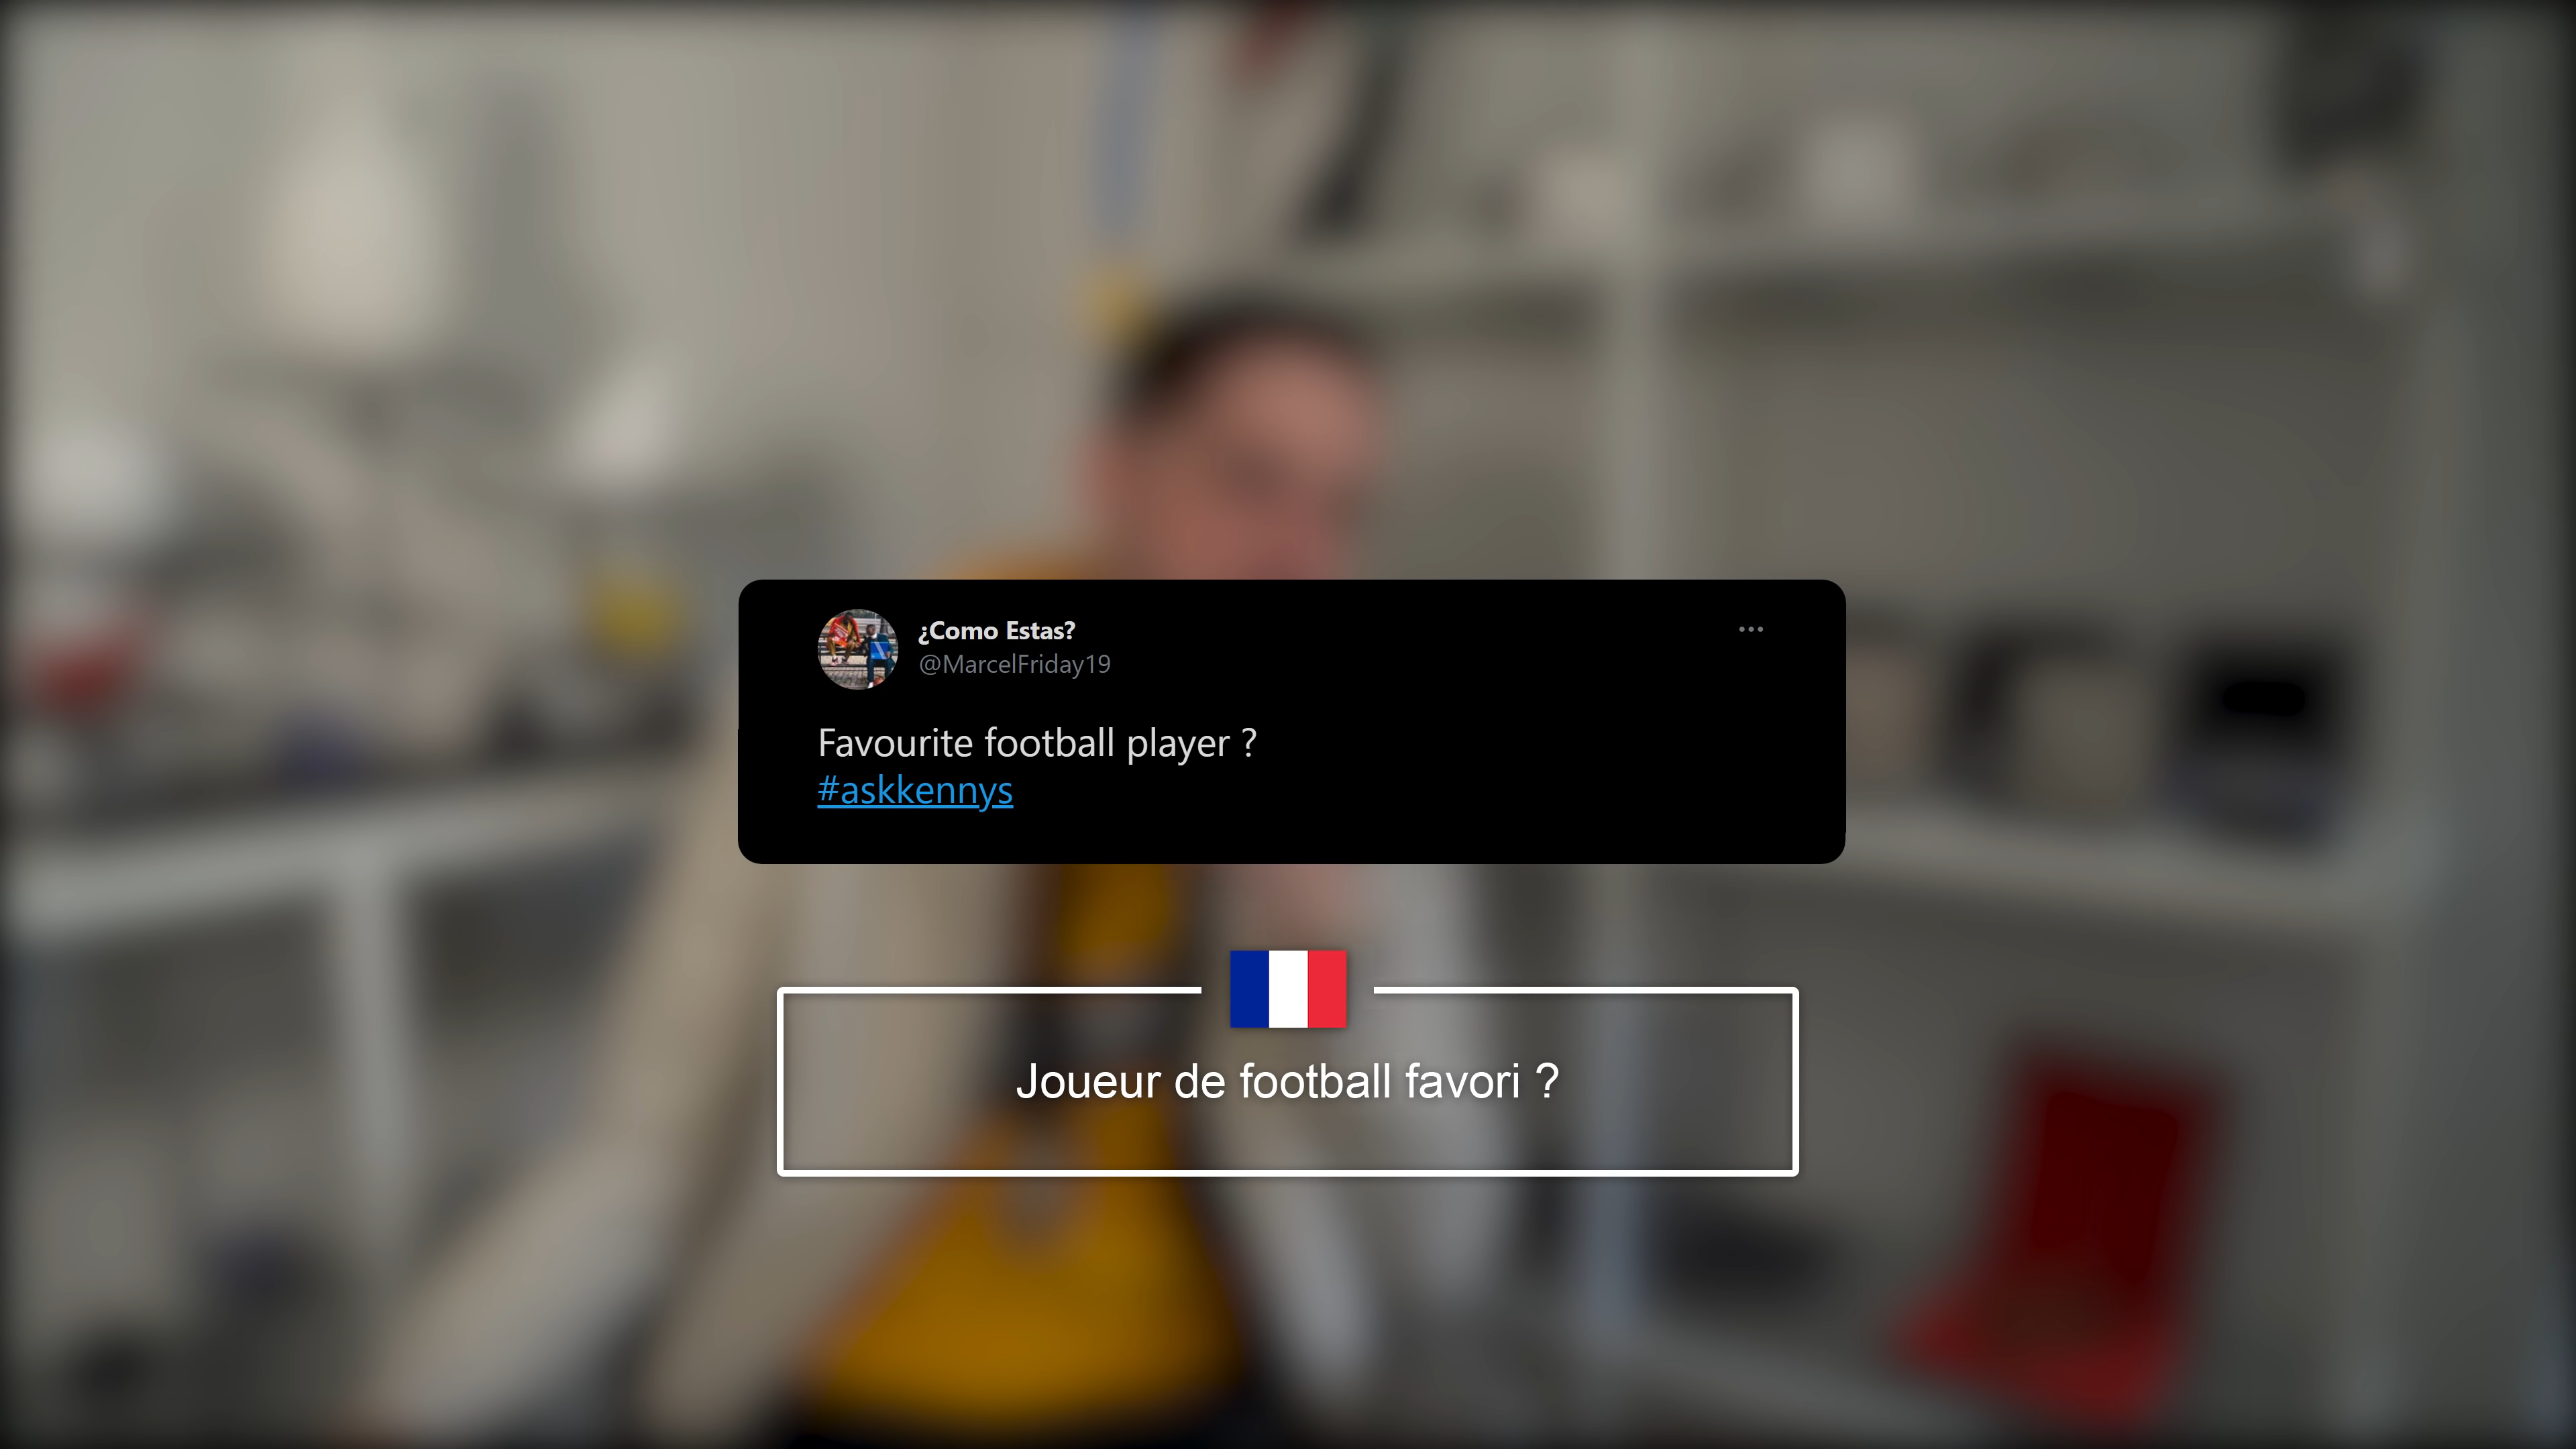 ¿Como Estas?
@MarcelFriday19
Favourite football player ?
#askkennys
Joueur de football favori ?